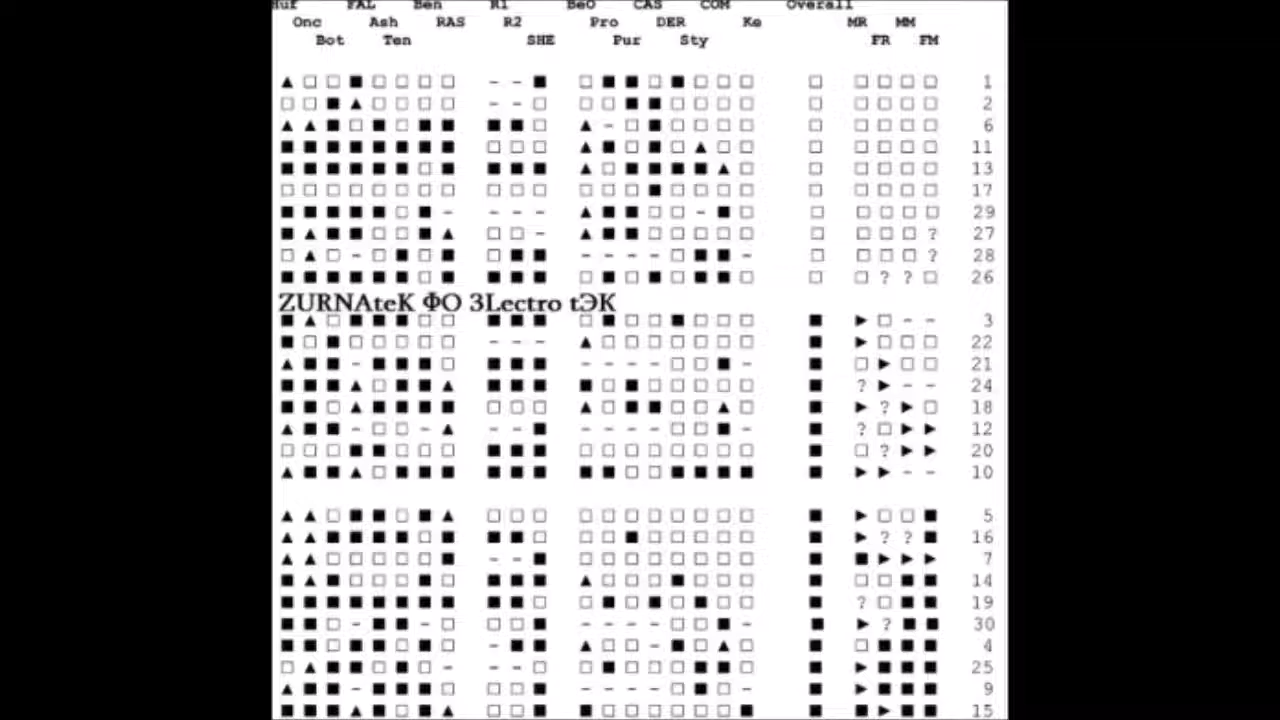 Huf FAL Ben R1 BeO CAS COM Overall
Onc Ash RAS R2 Pro DER Ke MR MM
Bot Ten SHE Pur Sty FR FM
▲ □ □ ■ □ □ □ □ - - ■ □ ■ ■ □ ■ □ □ □ □ □ □ □ □ 1
□ □ ■ ▲ □ □ □ □ - - □ □ □ ■ ■ □ □ □ □ □ □ □ □ □ 2
▲ ▲ ■ □ ■ □ ■ ■ ■ ■ □ ▲ - □ ■ □ □ □ □ □ □ □ □ □ 6
■ ■ ■ ■ ■ ■ ■ ■ □ □ □ ▲ ■ □ ■ □ ▲ □ □ □ □ □ □ □ 11
■ ■ ■ ■ ■ ■ □ ■ ■ ■ ■ ▲ □ ■ ■ ■ ■ ▲ □ □ □ □ □ □ 13
□ □ □ □ □ □ □ □ □ □ □ □ □ □ ■ □ □ □ □ □ □ □ □ □ 17
■ ■ ■ ■ ■ □ ■ - - - - ▲ ■ ■ □ □ - ■ □ □ □ □ □ □ 29
■ ▲ ■ ■ □ □ ■ ▲ □ □ - ▲ ■ ■ □ □ □ □ □ □ □ □ □ ? 27
□ ▲ □ - □ ■ □ ■ □ ■ ■ - - - - □ ■ ■ - □ □ □ □ ? 28
■ ■ ■ ■ ■ ■ □ ■ ■ ■ ■ □ ■ □ ■ □ ■ ■ □ □ □ ? ? □ 26
ZURNAteK ФО 3Lectro tЭK
■ ▲ □ ■ ■ ■ □ □ ■ ■ ■ □ ■ □ □ ■ □ □ □ ■ ► □ - - 3
■ □ ■ □ □ □ □ □ - - - ▲ □ □ □ □ □ □ □ ■ ► □ □ □ 22
▲ ■ ■ - ■ ■ ■ □ ■ ■ ■ - - - - □ □ ■ - ■ □ ► □ □ 21
■ ■ ■ ▲ □ ■ ■ ▲ ■ ■ ■ ■ □ ■ □ □ □ □ □ ■ ? ► - - 24
■ ■ □ ▲ ■ ■ ■ ■ □ □ □ ▲ □ ■ ■ □ □ ▲ □ ■ ► ? ► □ 18
▲ ■ ■ - □ □ - ▲ - - ■ - - - - □ □ ■ - ■ ? □ ► ► 12
□ □ □ ■ ■ □ □ □ ■ ■ ■ □ □ □ □ □ □ □ □ ■ □ ? ► ► 20
▲ ■ ■ ▲ □ ■ ■ ■ ■ ■ ■ ■ ■ □ □ ■ ■ ■ ■ ■ ► ► - - 10
▲ ▲ □ ■ ■ □ ■ ▲ □ □ □ □ □ □ □ □ □ □ □ ■ ► □ □ ■ 5
▲ ▲ ■ ■ ■ ■ □ ■ ■ ■ □ □ □ ■ □ □ □ □ □ ■ ► ? ? ■ 16
▲ ▲ □ □ □ □ □ ■ - - ■ □ □ □ □ □ □ □ □ ■ ■ ► ► ► 7
■ ▲ ■ □ □ □ ■ □ ■ ■ ■ ▲ □ □ □ ■ □ □ □ ■ □ □ ■ ■ 14
■ ■ ■ ■ ■ ■ ■ ■ ■ ■ □ □ ■ □ ■ □ ■ □ □ ■ ? □ ■ ■ 19
■ ■ □ - ■ ■ - □ □ □ ■ - - - - □ □ ■ - ■ ► ? ■ ■ 30
■ ■ □ ■ ■ □ ■ □ - ■ ■ ▲ □ □ - ■ □ ▲ □ ■ □ ■ ■ ■ 4
□ ▲ ■ ■ □ ■ □ - - - □ □ ■ □ □ □ ■ ■ □ ■ ► ■ ■ ■ 25
▲ ■ ■ - ■ ■ ■ □ □ □ ■ - - - - □ ■ □ - ■ ► ■ ■ ■ 9
■ ■ ■ ▲ ■ □ ■ ▲ □ □ ■ ■ □ □ □ □ □ □ ■ ■ ■ ► ■ ■ 15